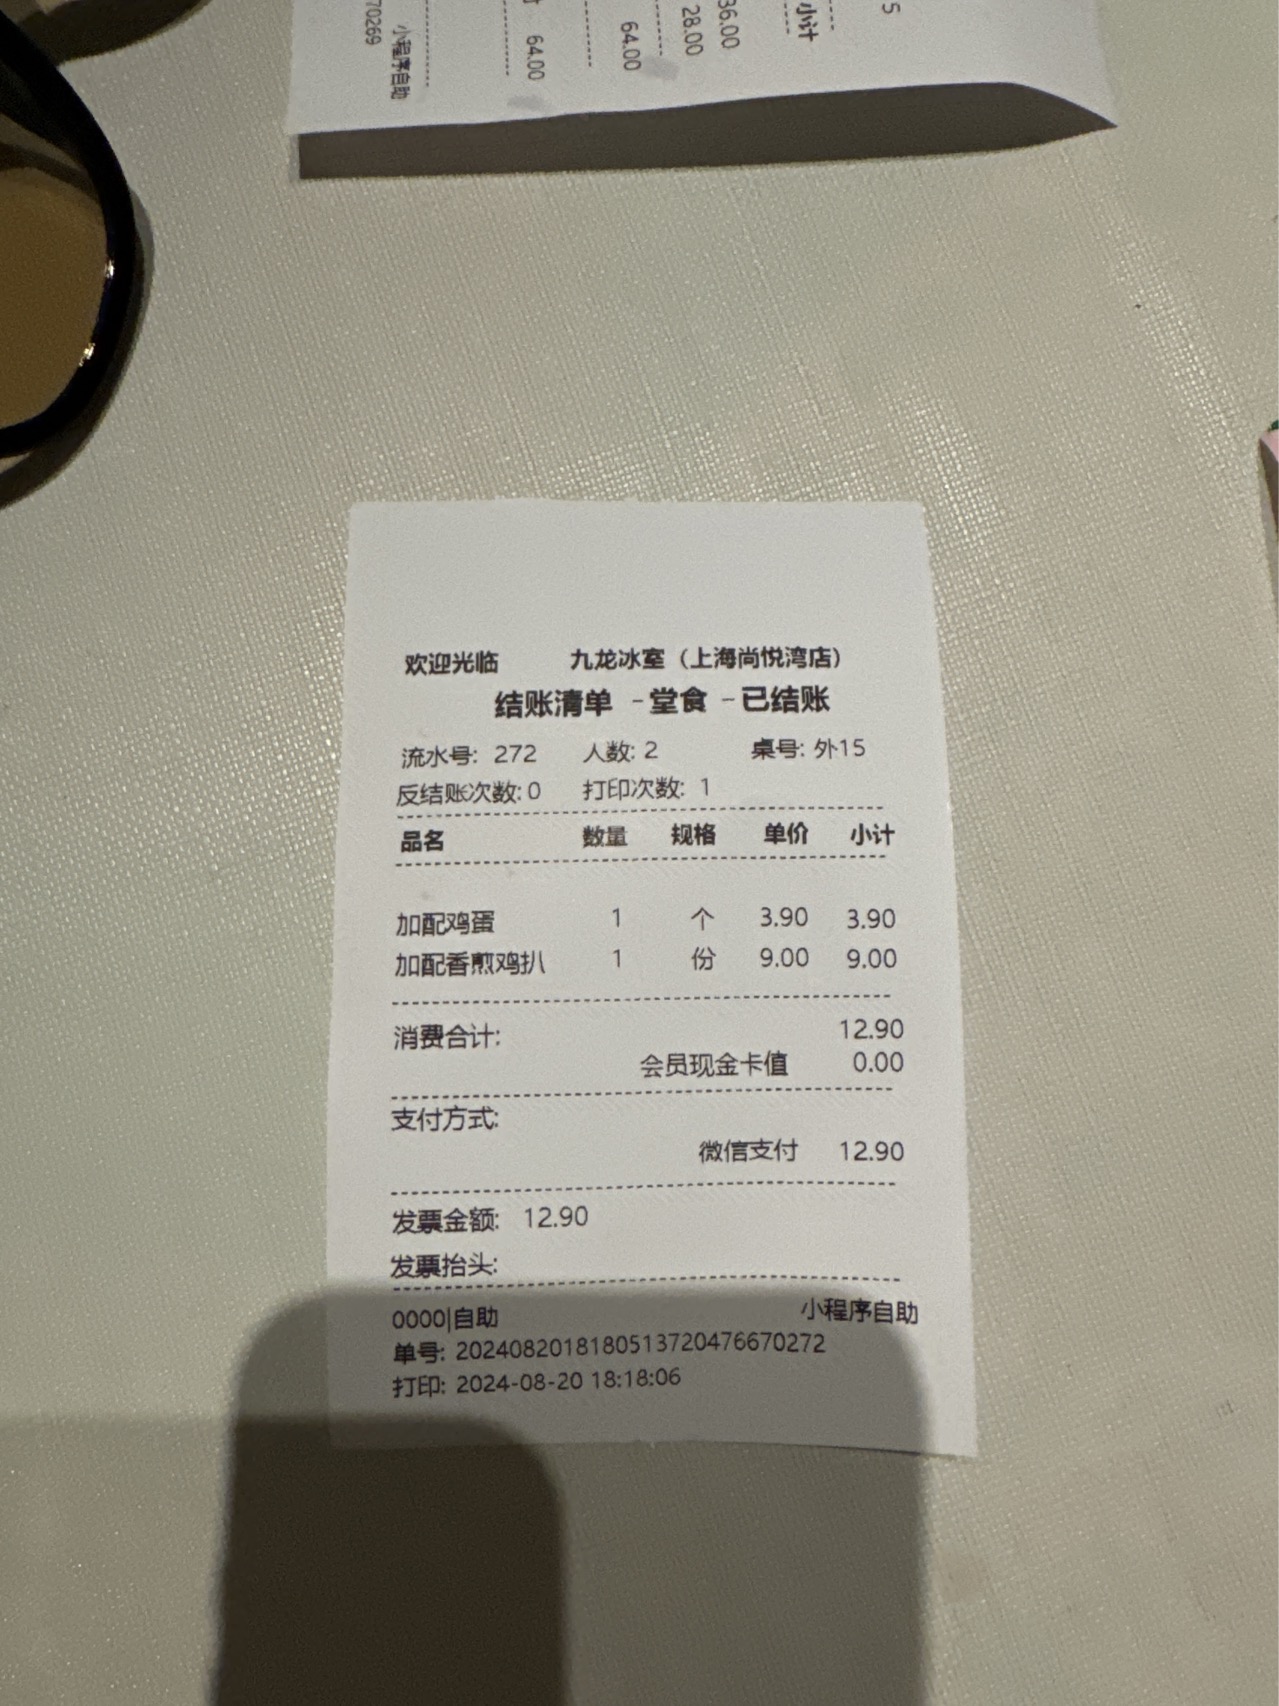 5
小计
36.00
28.00
64.00
64.00
小程序自助
70269
欢迎光临 九龙冰室（上海尚悦湾店）
结账清单 -堂食 -已结账
流水号: 272 人数: 2 桌号: 外15
反结账次数: 0 打印次数: 1
品名 数量 规格 单价 小计
加配鸡蛋 1 个 3.90 3.90
加配香煎鸡扒 1 份 9.00 9.00
消费合计: 12.90
会员现金卡值 0.00
支付方式:
微信支付 12.90
发票金额: 12.90
发票抬头:
0000|自助 小程序自助
单号: 20240820181805137204766​70272
打印: 2024-08-20 18:18:06